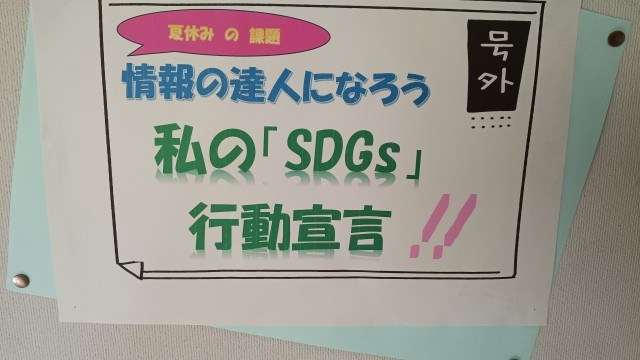 夏休み の 課題
号外
情報の達人になろう
私の「SDGs」
行動宣言!!